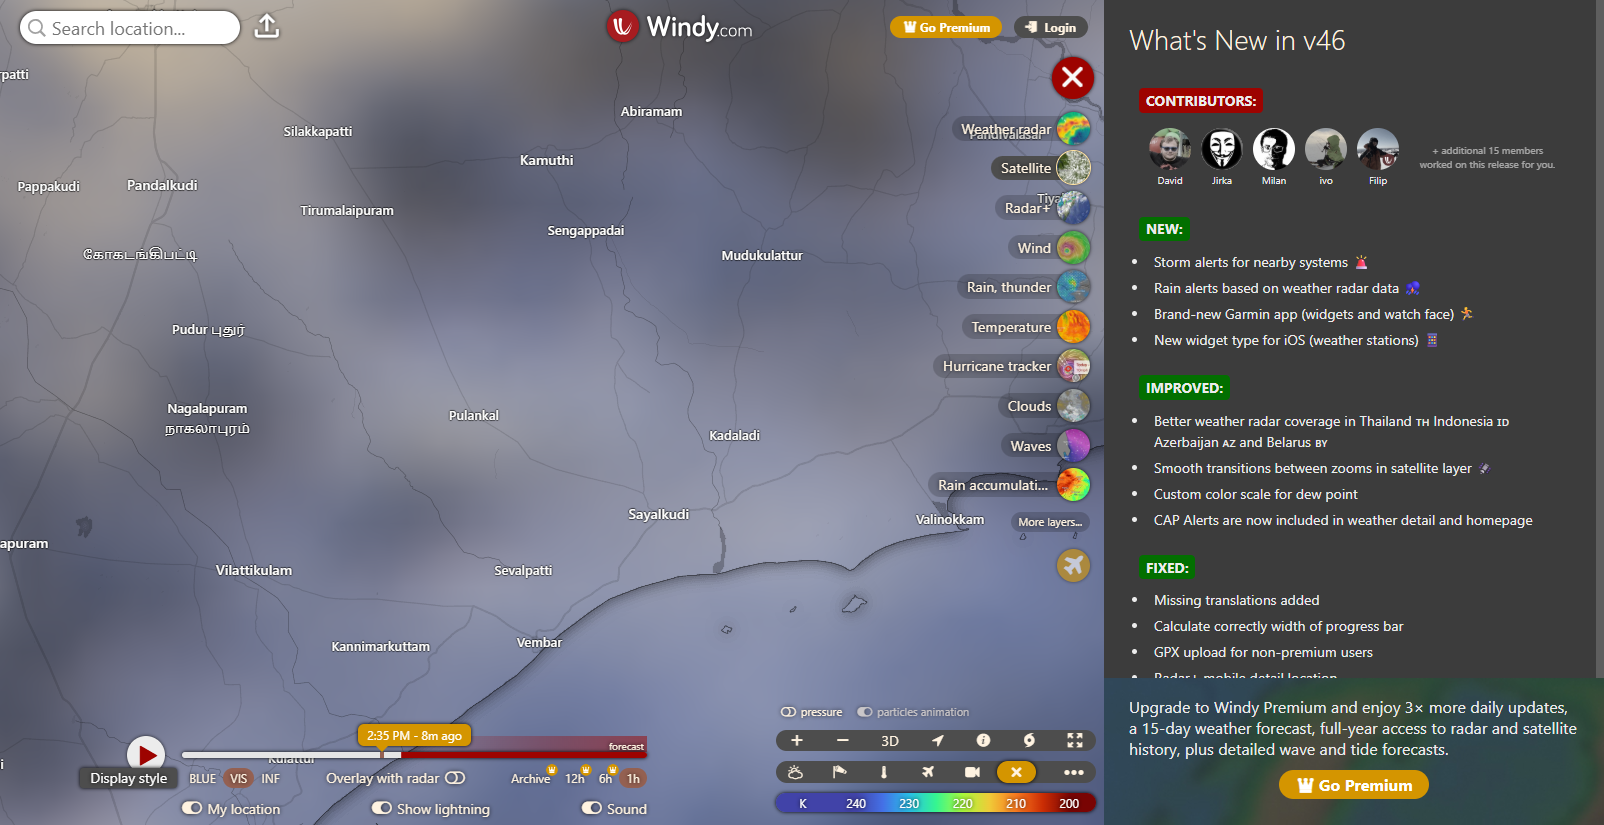 Search location...
Windy.com
Go Premium
Login
rpatti
Silakkapatti
Abiramam
Kamuthi
Pappakudi
Pandalkudi
Tirumalaipuram
Sengappadai
Mudukulattur
கோகடங்கிபட்டி
Pudur புதூர்
Nagalapuram
நாகலாபுரம்
Pulankal
Kadaladi
Sayalkudi
Valinokkam
apuram
Vilattikulam
Sevalpatti
Kannimarkuttam
Vembar
Kulattur
Weather radar
Pandivalasai
Satellite
Tiya
Radar+
Wind
Rain, thunder
Temperature
Hurricane tracker
Clouds
Waves
Rain accumulati...
More layers...
2:35 PM - 8m ago
forecast
Display style
BLUE VIS INF
Overlay with radar
Archive 12h 6h 1h
My location
Show lightning
Sound
pressure particles animation
+ − 3D
K 240 230 220 210 200
What's New in v46
CONTRIBUTORS:
David Jirka Milan ivo Filip
+ additional 15 members
worked on this release for you.
NEW:
• Storm alerts for nearby systems 🚨
• Rain alerts based on weather radar data
• Brand-new Garmin app (widgets and watch face) 🏃
• New widget type for iOS (weather stations)
IMPROVED:
• Better weather radar coverage in Thailand TH Indonesia ID
Azerbaijan AZ and Belarus BY
• Smooth transitions between zooms in satellite layer
• Custom color scale for dew point
• CAP Alerts are now included in weather detail and homepage
FIXED:
• Missing translations added
• Calculate correctly width of progress bar
• GPX upload for non-premium users
Radar+ mobile detail location
Upgrade to Windy Premium and enjoy 3× more daily updates,
a 15-day weather forecast, full-year access to radar and satellite
history, plus detailed wave and tide forecasts.
Go Premium